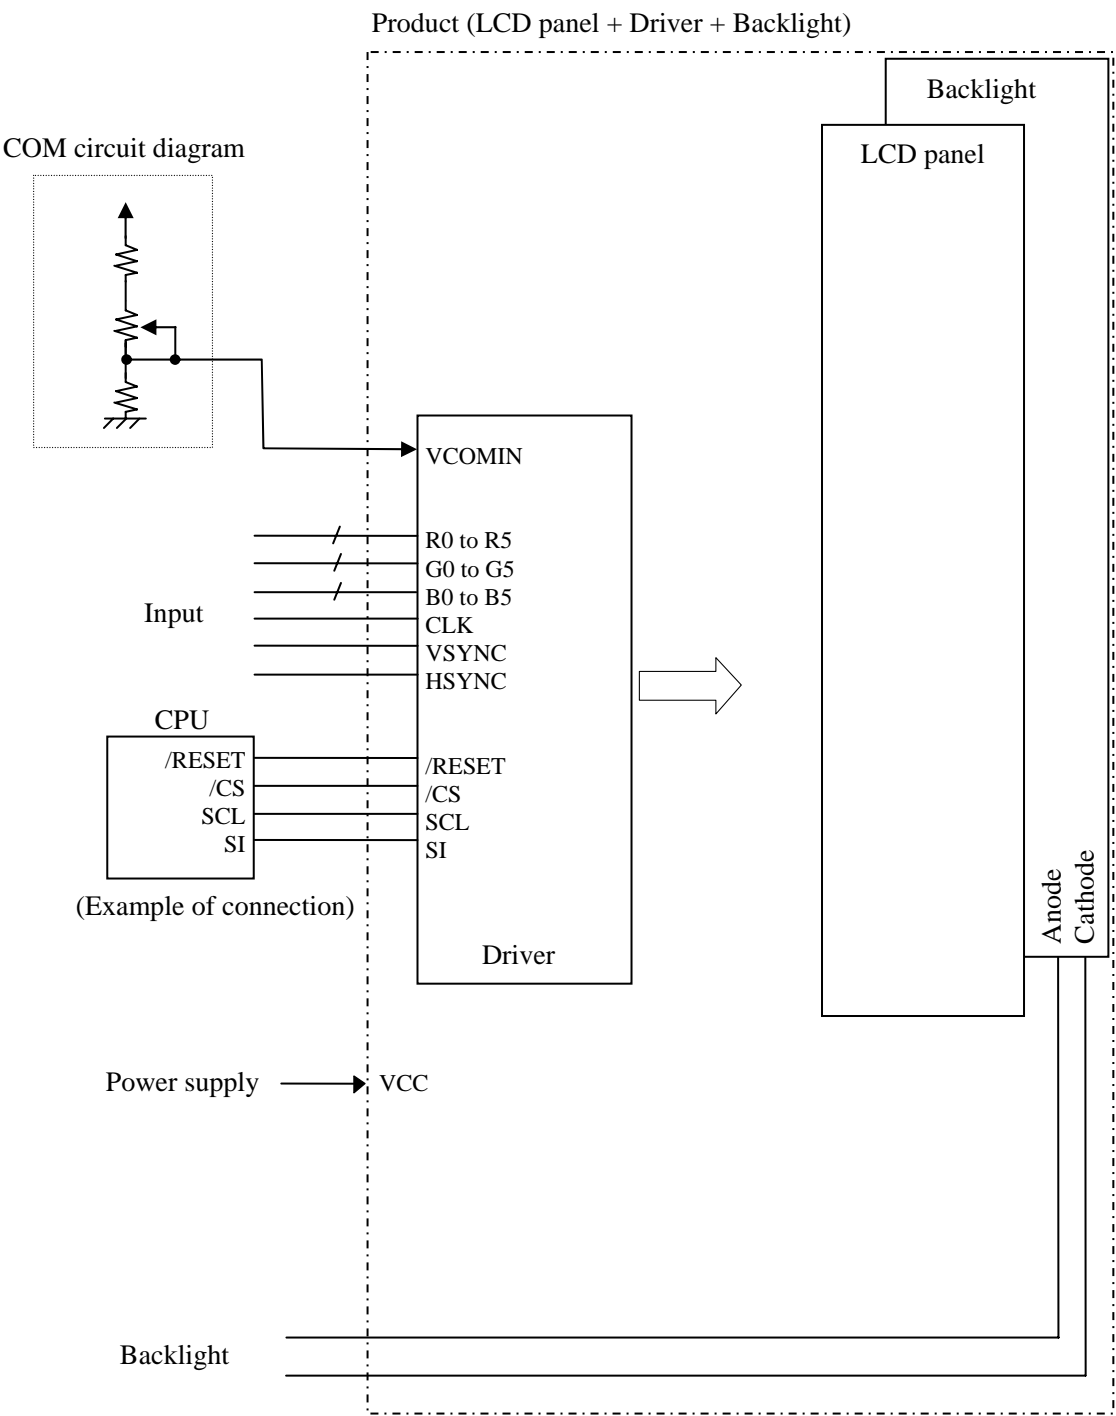 Product (LCD panel + Driver + Backlight)
Backlight
LCD panel
COM circuit diagram
VCOMIN
R0 to R5
G0 to G5
B0 to B5
Input
CLK
VSYNC
HSYNC
CPU
/RESET
/CS
SCL
SI
/RESET
/CS
SCL
SI
(Example of connection)
Driver
Anode
Cathode
Power supply
VCC
Backlight